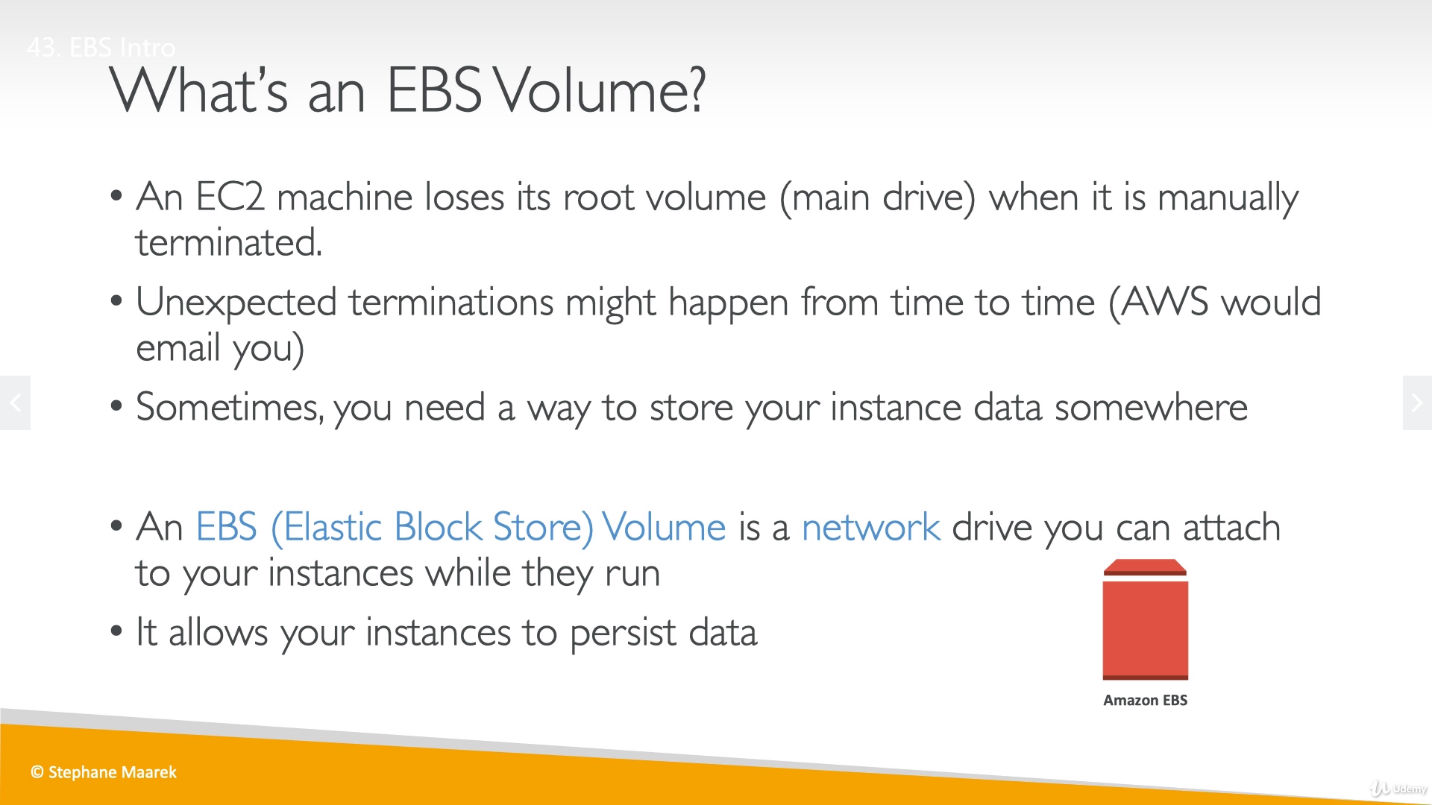 43. EBS Intro
What's an EBS Volume?
• An EC2 machine loses its root volume (main drive) when it is manually
terminated.
• Unexpected terminations might happen from time to time (AWS would
email you)
• Sometimes, you need a way to store your instance data somewhere
• An EBS (Elastic Block Store) Volume is a network drive you can attach
to your instances while they run
• It allows your instances to persist data
Amazon EBS
© Stephane Maarek
Udemy